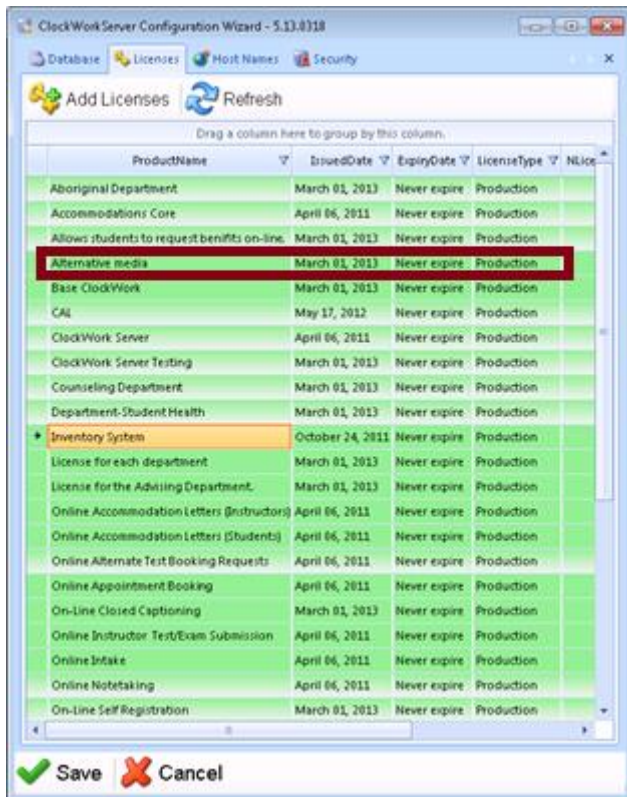 ClockWorkServer Configuration Wizard - 5.13.0318
Database Licenses Host Names Security
Add Licenses Refresh
Drag a column here to group by this column.
ProductName IssuedDate ExpiryDate LicenseType NLice
Aboriginal Department March 01, 2013 Never expire Production
Accommodations Core April 06, 2011 Never expire Production
Allows students to request benifits on-line. March 01, 2013 Never expire Production
Alternative media March 01, 2013 Never expire Production
Base ClockWork March 01, 2013 Never expire Production
CAL May 17, 2012 Never expire Production
ClockWork Server April 06, 2011 Never expire Production
ClockWork Server Testing March 01, 2013 Never expire Production
Counseling Department March 01, 2013 Never expire Production
Department-Student Health March 01, 2013 Never expire Production
Inventory System October 24, 2011 Never expire Production
License for each department March 01, 2013 Never expire Production
License for the Advising Department. March 01, 2013 Never expire Production
Online Accommodation Letters (Instructors) April 06, 2011 Never expire Production
Online Accommodation Letters (Students) April 06, 2011 Never expire Production
Online Alternate Test Booking Requests April 06, 2011 Never expire Production
Online Appointment Booking April 06, 2011 Never expire Production
On-Line Closed Captioning March 01, 2013 Never expire Production
Online Instructor Test/Exam Submission April 06, 2011 Never expire Production
Online Intake April 06, 2011 Never expire Production
Online Notetaking April 06, 2011 Never expire Production
On-Line Self Registration March 01, 2013 Never expire Production
Save Cancel